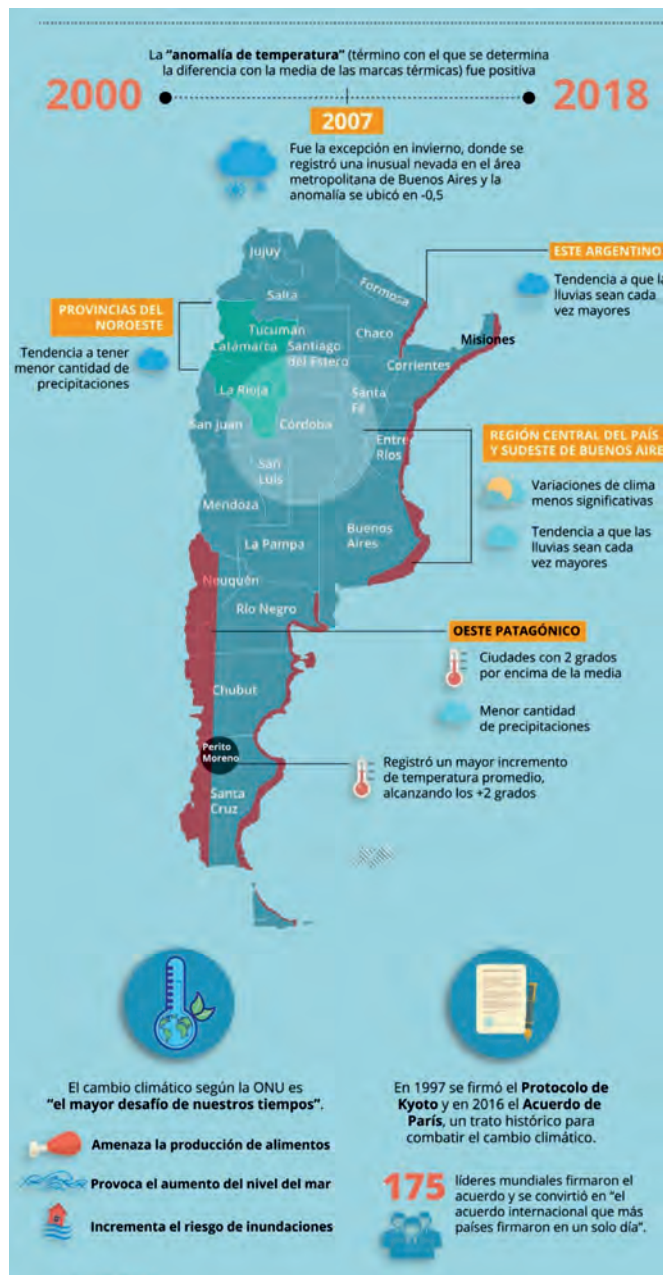 La “anomalía de temperatura” (término con el que se determina
la diferencia con la media de las marcas térmicas) fue positiva
2000
2018
2007
Fue la excepción en invierno, donde se
registró una inusual nevada en el área
metropolitana de Buenos Aires y la
anomalía se ubicó en -0,5
ESTE ARGENTINO
Tendencia a que la
lluvias sean cada
vez mayores
PROVINCIAS DEL
NOROESTE
Tendencia a tener
menor cantidad de
precipitaciones
Jujuy
Salta
Formosa
Tucumán
Chaco
Catamarca
Santiago
del Estero
Misiones
Corrientes
La Rioja
Santa
Fé
San Juan
Córdoba
Entre
Ríos
San
Luis
Mendoza
Buenos
Aires
La Pampa
Neuquén
Río Negro
Chubut
Perito
Moreno
Santa
Cruz
REGIÓN CENTRAL DEL PAÍS
Y SUDESTE DE BUENOS AIRE
Variaciones de clima
menos significativas
Tendencia a que las
lluvias sean cada
vez mayores
OESTE PATAGÓNICO
Ciudades con 2 grados
por encima de la media
Menor cantidad
de precipitaciones
Registró un mayor incremento
de temperatura promedio,
alcanzando los +2 grados
El cambio climático según la ONU es
“el mayor desafío de nuestros tiempos”.
Amenaza la producción de alimentos
Provoca el aumento del nivel del mar
Incrementa el riesgo de inundaciones
En 1997 se firmó el Protocolo de
Kyoto y en 2016 el Acuerdo de
París, un trato histórico para
combatir el cambio climático.
175
líderes mundiales firmaron el
acuerdo y se convirtió en “el
acuerdo internacional que más
países firmaron en un solo día”.